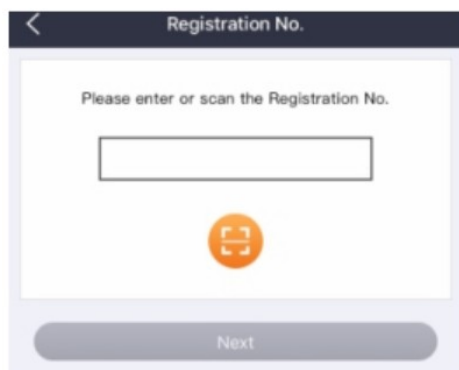 Registration No.
Please enter or scan the Registration No.
Next